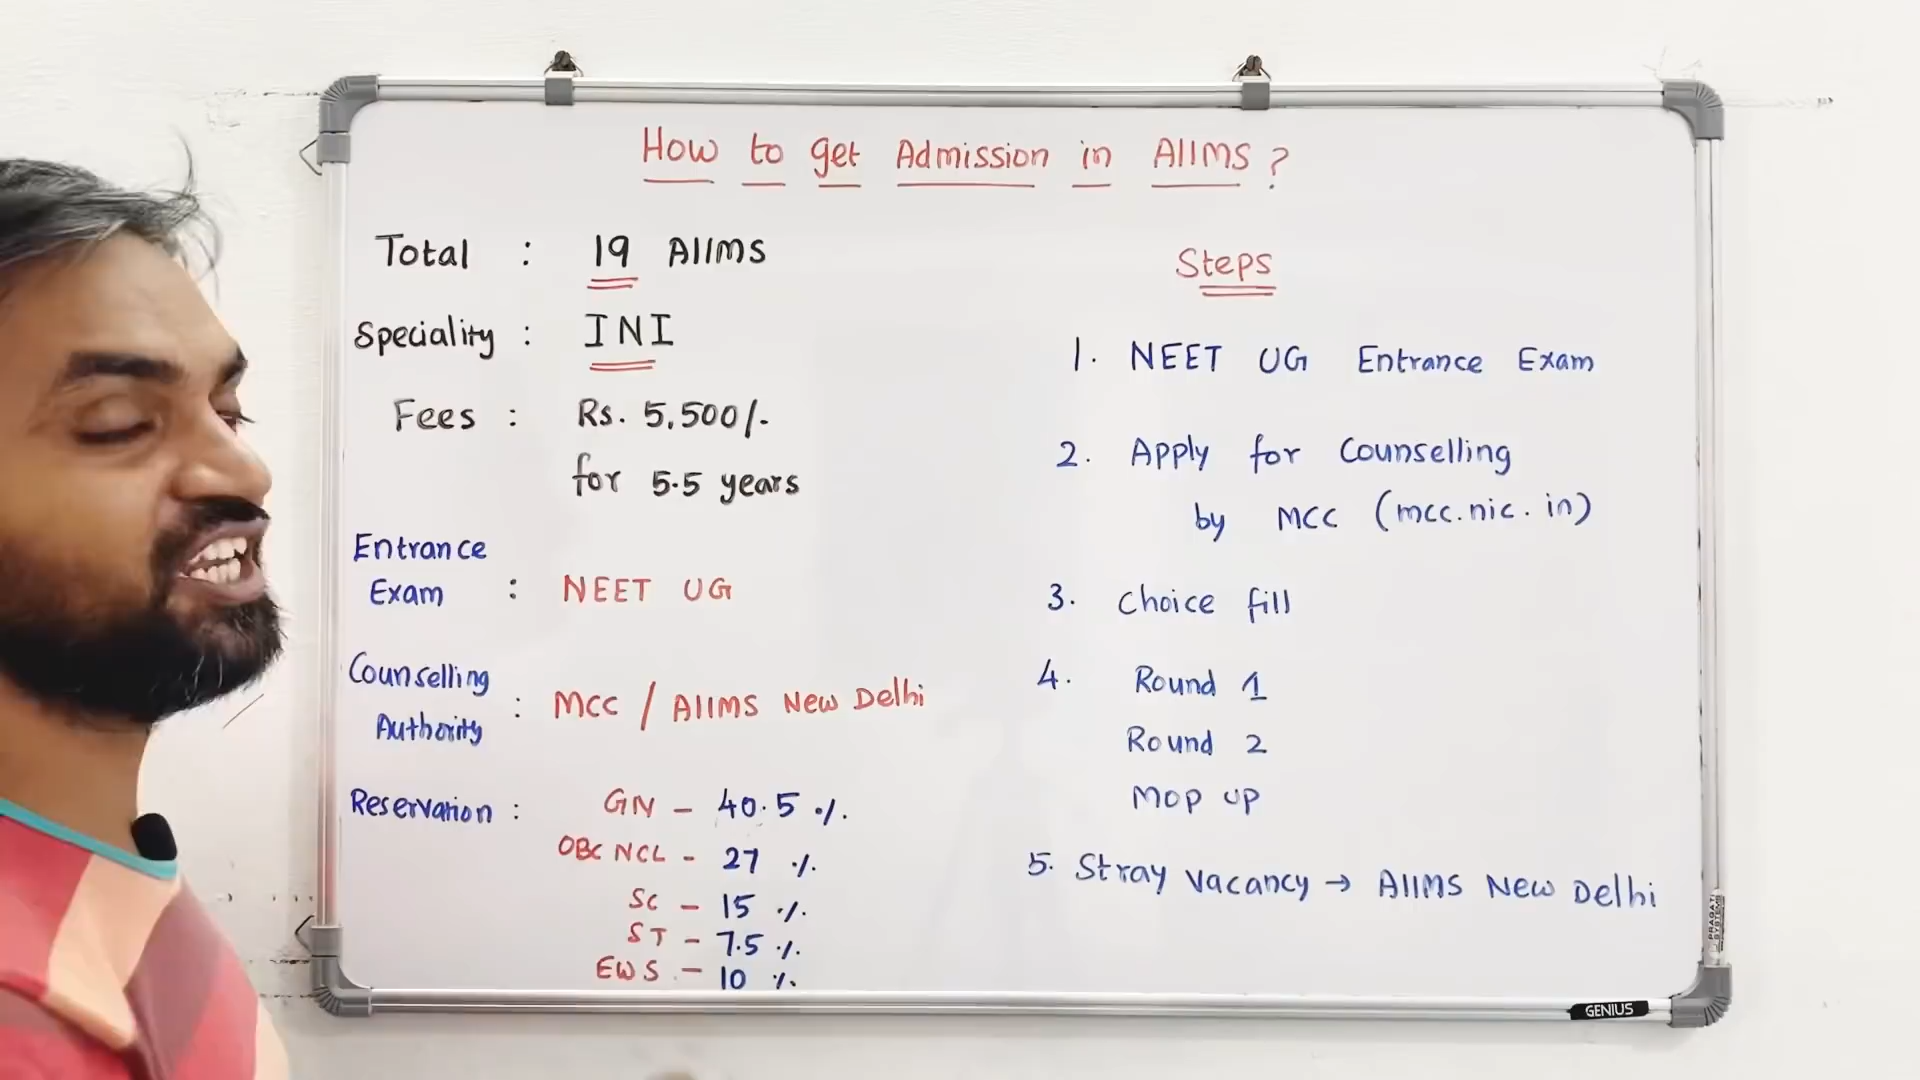 How to get Admission in AIIMS?
Total : 19 AIIMS
Speciality : INI
Fees : Rs. 5,500/-
for 5.5 years
Entrance
Exam : NEET UG
Counselling
Authority : MCC / AIIMS New Delhi
Reservation : GN - 40.5 %
OBC NCL - 27 %
SC - 15 %
ST - 7.5 %
EWS - 10 %
Steps
1. NEET UG Entrance Exam
2. Apply for Counselling
by MCC (mcc.nic.in)
3. Choice fill
4. Round 1
Round 2
Mop up
5. Stray Vacancy → AIIMS New Delhi
PRAGATI
SYSTEMS
GENIUS